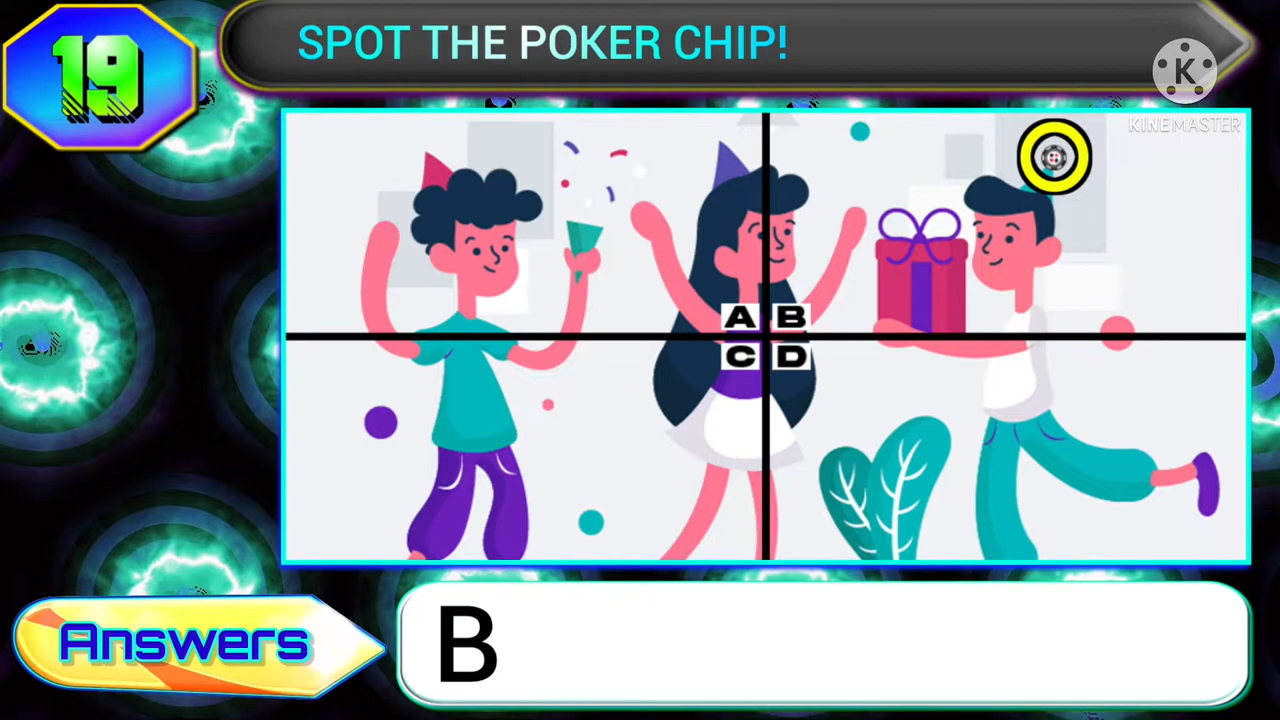 19
SPOT THE POKER CHIP!
K
KINEMASTER
A B
C D
Answers
B